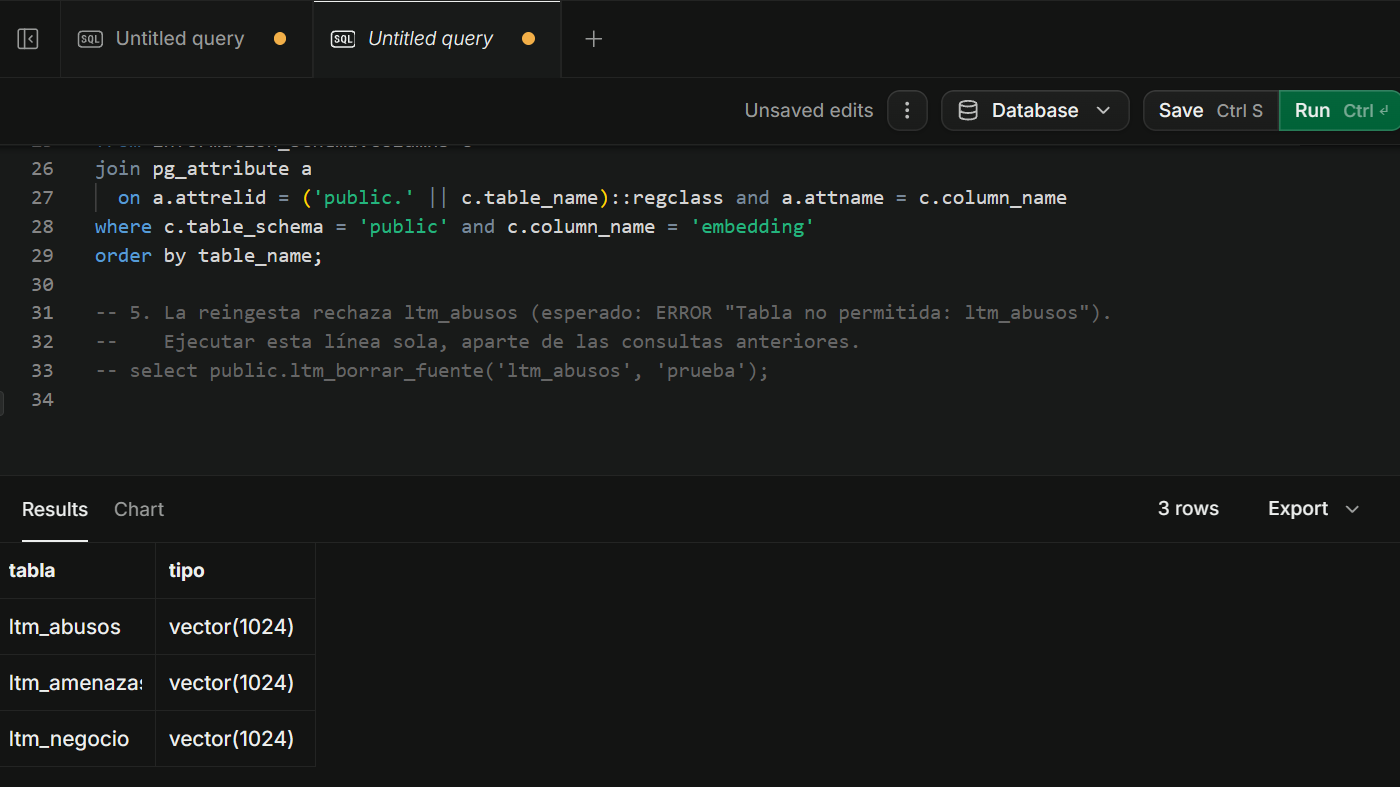 SQL Untitled query
SQL Untitled query
Unsaved edits
Database
Save Ctrl S
Run Ctrl ↵
26 join pg_attribute a
27 on a.attrelid = ('public.' || c.table_name)::regclass and a.attname = c.column_name
28 where c.table_schema = 'public' and c.column_name = 'embedding'
29 order by table_name;
30
31 -- 5. La reingesta rechaza ltm_abusos (esperado: ERROR "Tabla no permitida: ltm_abusos").
32 -- Ejecutar esta línea sola, aparte de las consultas anteriores.
33 -- select public.ltm_borrar_fuente('ltm_abusos', 'prueba');
34
Results Chart
3 rows Export
tabla tipo
ltm_abusos vector(1024)
ltm_amenazas vector(1024)
ltm_negocio vector(1024)